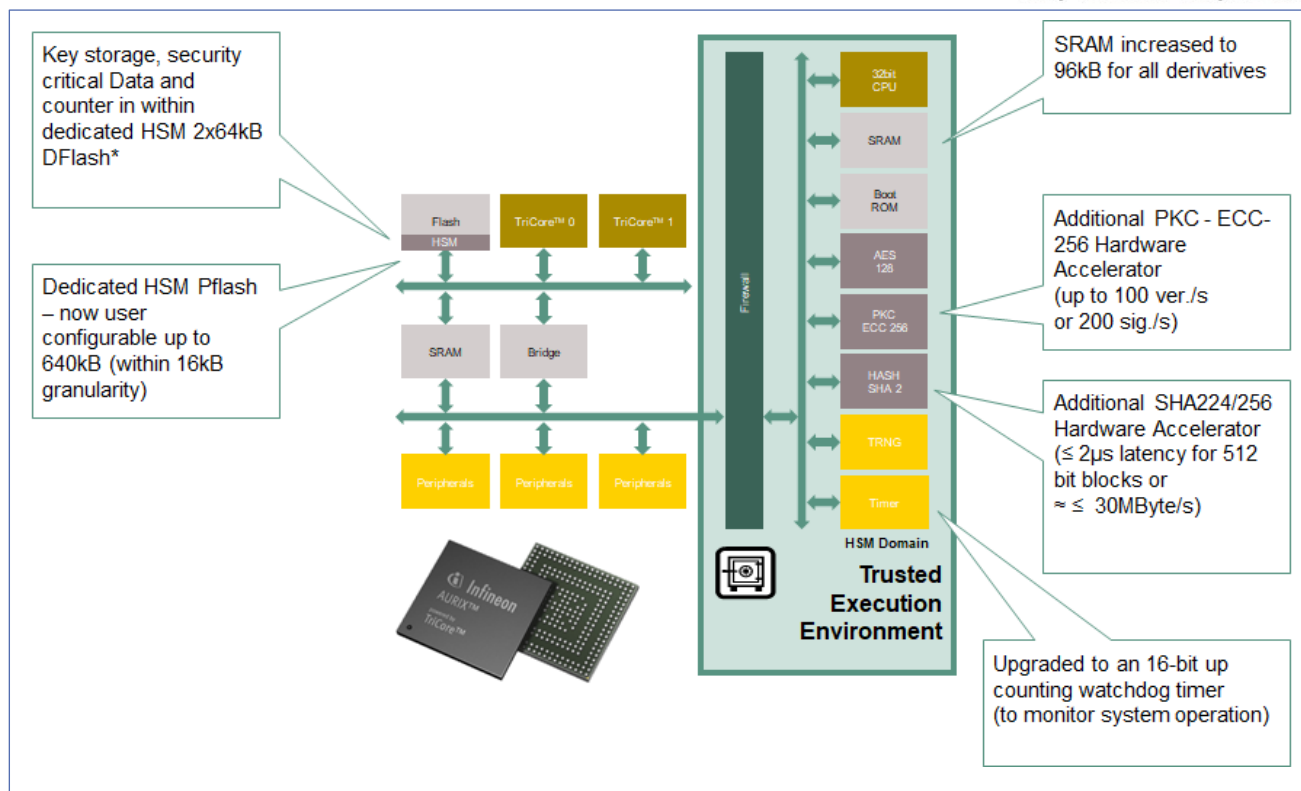 Key storage, security
critical Data and
counter in within
dedicated HSM 2x64kB
DFlash*
Dedicated HSM Pflash
– now user
configurable up to
640kB (within 16kB
granularity)
Flash
HSM
TriCore™ 0
TriCore™ 1
SRAM
Bridge
Peripherals
Peripherals
Peripherals
Infineon
AURIX™
powered by
TriCore™
Firewall
32bit
CPU
SRAM
Boot
ROM
AES
128
PKC
ECC 256
HASH
SHA 2
TRNG
Timer
HSM Domain
Trusted
Execution
Environment
SRAM increased to
96kB for all derivatives
Additional PKC - ECC-
256 Hardware
Accelerator
(up to 100 ver./s
or 200 sig./s)
Additional SHA224/256
Hardware Accelerator
(≤ 2µs latency for 512
bit blocks or
≈ ≤ 30MByte/s)
Upgraded to an 16-bit up
counting watchdog timer
(to monitor system operation)